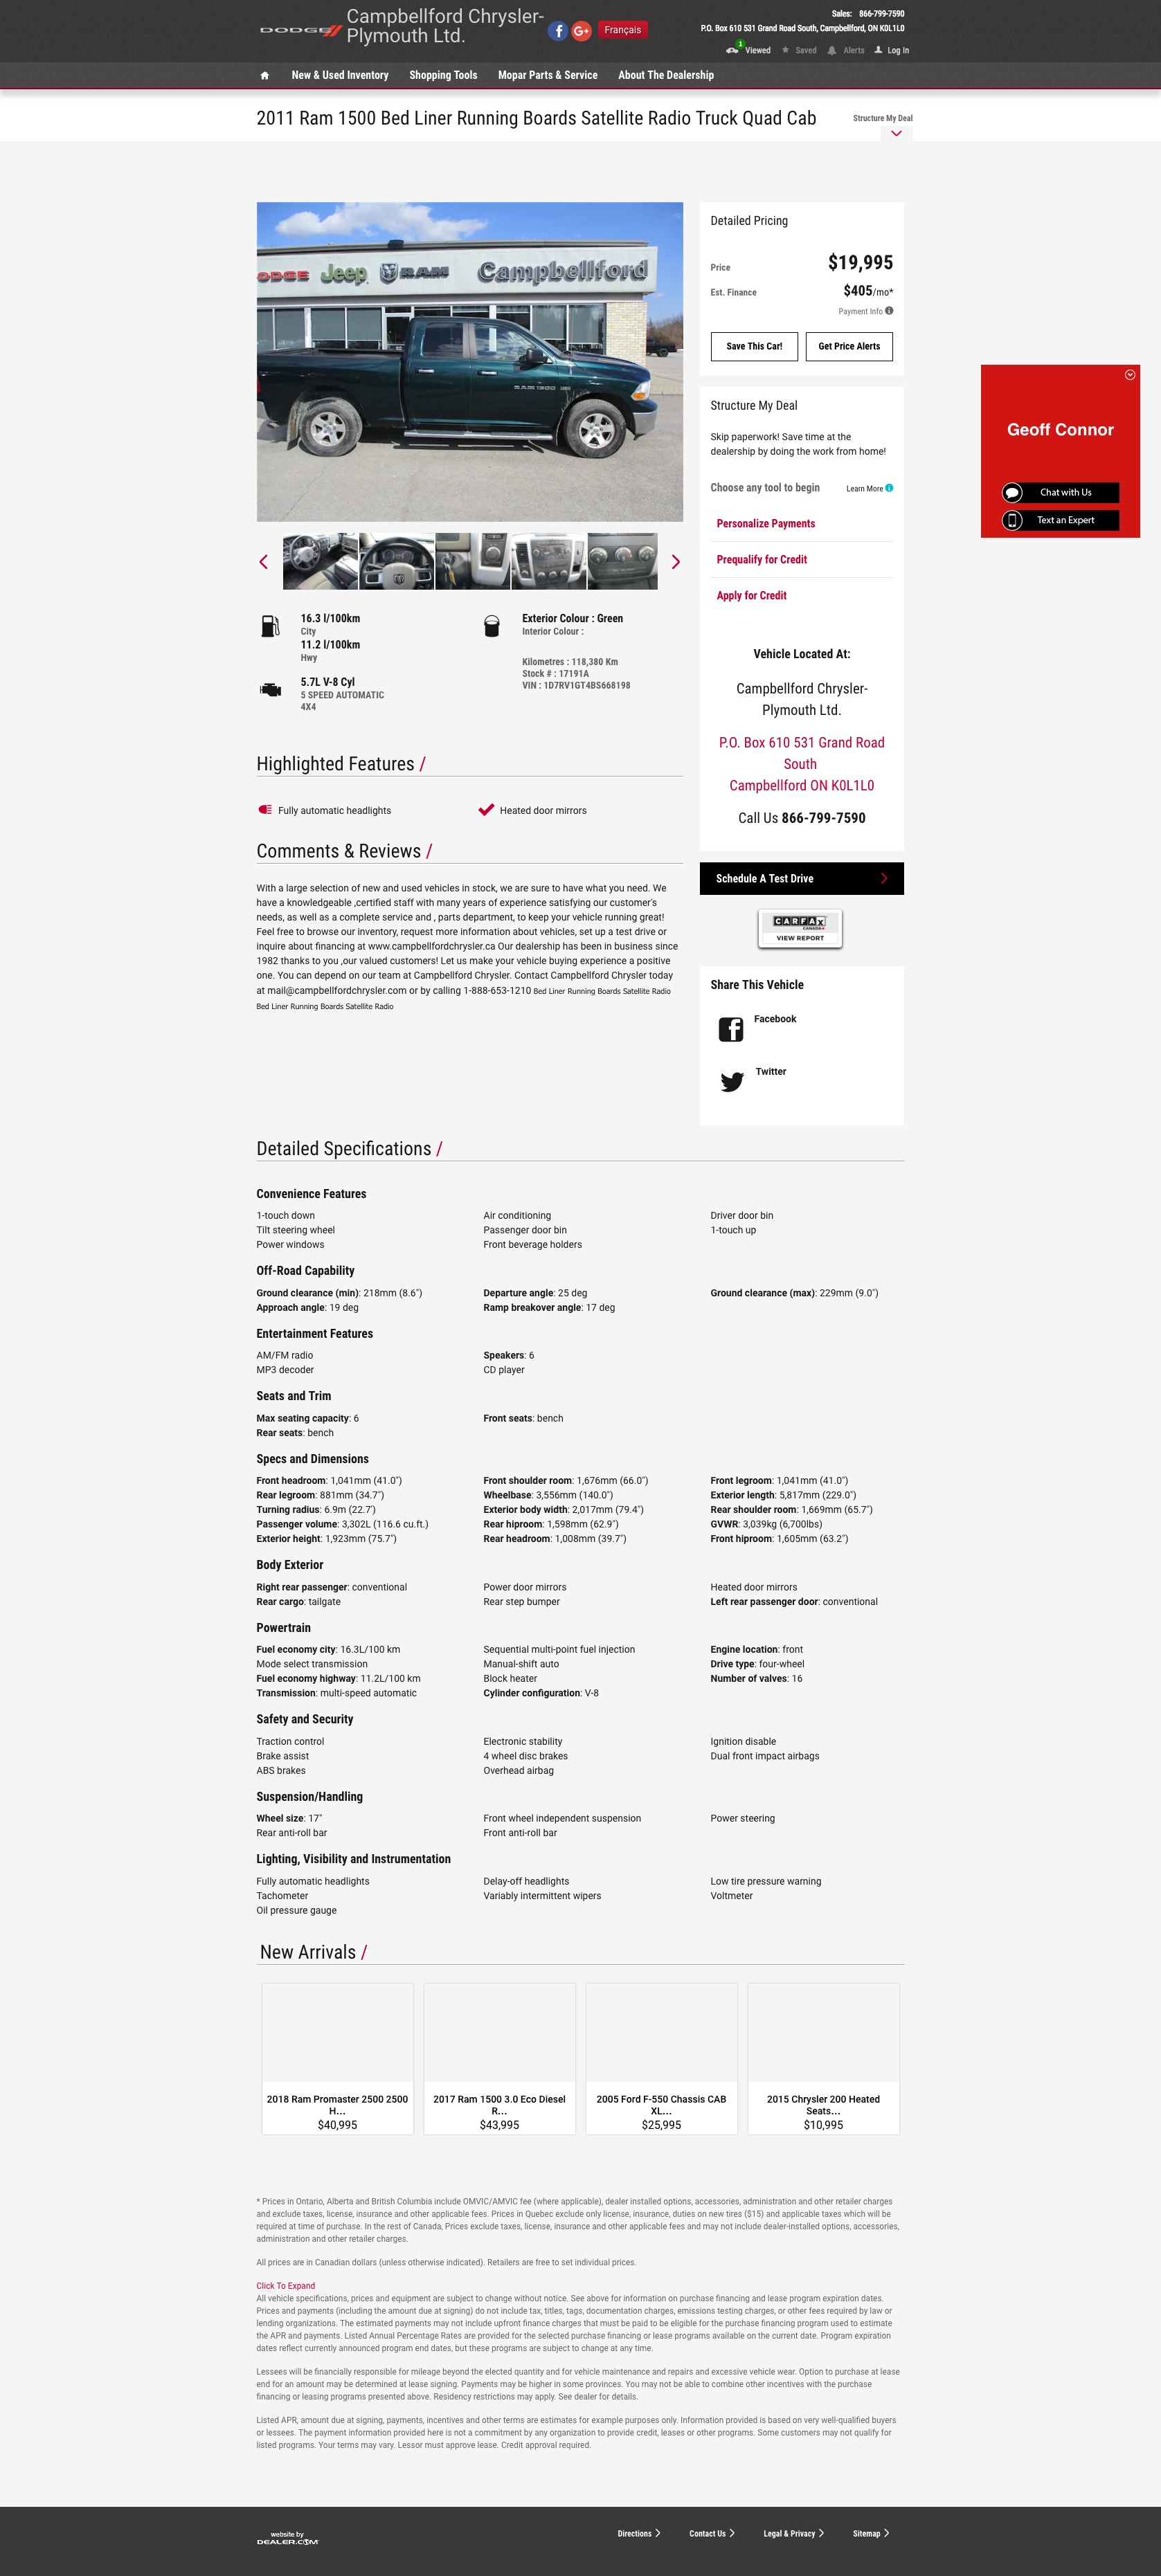 DODGE
Campbellford Chrysler-
Plymouth Ltd.
Français
Sales: 866-799-7590
P.O. Box 610 531 Grand Road South, Campbellford, ON K0L1L0
1 Viewed Saved Alerts Log In
New & Used Inventory Shopping Tools Mopar Parts & Service About The Dealership
2011 Ram 1500 Bed Liner Running Boards Satellite Radio Truck Quad Cab
Structure My Deal
DODGE Jeep RAM Campbellford
RAM 1500
Detailed Pricing
Price $19,995
Est. Finance $405/mo*
Payment Info
Save This Car! Get Price Alerts
Structure My Deal
Skip paperwork! Save time at the
dealership by doing the work from home!
Choose any tool to begin Learn More
Personalize Payments
Prequalify for Credit
Apply for Credit
Geoff Connor
Chat with Us
Text an Expert
16.3 l/100km
City
11.2 l/100km
Hwy
5.7L V-8 Cyl
5 SPEED AUTOMATIC
4X4
Exterior Colour : Green
Interior Colour :
Kilometres : 118,380 Km
Stock # : 17191A
VIN : 1D7RV1GT4BS668198
Vehicle Located At:
Campbellford Chrysler-
Plymouth Ltd.
P.O. Box 610 531 Grand Road
South
Campbellford ON K0L1L0
Call Us 866-799-7590
Highlighted Features /
Fully automatic headlights Heated door mirrors
Comments & Reviews /
With a large selection of new and used vehicles in stock, we are sure to have what you need. We
have a knowledgeable ,certified staff with many years of experience satisfying our customer's
needs, as well as a complete service and , parts department, to keep your vehicle running great!
Feel free to browse our inventory, request more information about vehicles, set up a test drive or
inquire about financing at www.campbellfordchrysler.ca Our dealership has been in business since
1982 thanks to you ,our valued customers! Let us make your vehicle buying experience a positive
one. You can depend on our team at Campbellford Chrysler. Contact Campbellford Chrysler today
at mail@campbellfordchrysler.com or by calling 1-888-653-1210 Bed Liner Running Boards Satellite Radio
Bed Liner Running Boards Satellite Radio
Schedule A Test Drive
CARFAX
CANADA
VIEW REPORT
Share This Vehicle
Facebook
Twitter
Detailed Specifications /
Convenience Features
1-touch down Air conditioning Driver door bin
Tilt steering wheel Passenger door bin 1-touch up
Power windows Front beverage holders
Off-Road Capability
Ground clearance (min): 218mm (8.6") Departure angle: 25 deg Ground clearance (max): 229mm (9.0")
Approach angle: 19 deg Ramp breakover angle: 17 deg
Entertainment Features
AM/FM radio Speakers: 6
MP3 decoder CD player
Seats and Trim
Max seating capacity: 6 Front seats: bench
Rear seats: bench
Specs and Dimensions
Front headroom: 1,041mm (41.0") Front shoulder room: 1,676mm (66.0") Front legroom: 1,041mm (41.0")
Rear legroom: 881mm (34.7") Wheelbase: 3,556mm (140.0") Exterior length: 5,817mm (229.0")
Turning radius: 6.9m (22.7') Exterior body width: 2,017mm (79.4") Rear shoulder room: 1,669mm (65.7")
Passenger volume: 3,302L (116.6 cu.ft.) Rear hiproom: 1,598mm (62.9") GVWR: 3,039kg (6,700lbs)
Exterior height: 1,923mm (75.7") Rear headroom: 1,008mm (39.7") Front hiproom: 1,605mm (63.2")
Body Exterior
Right rear passenger: conventional Power door mirrors Heated door mirrors
Rear cargo: tailgate Rear step bumper Left rear passenger door: conventional
Powertrain
Fuel economy city: 16.3L/100 km Sequential multi-point fuel injection Engine location: front
Mode select transmission Manual-shift auto Drive type: four-wheel
Fuel economy highway: 11.2L/100 km Block heater Number of valves: 16
Transmission: multi-speed automatic Cylinder configuration: V-8
Safety and Security
Traction control Electronic stability Ignition disable
Brake assist 4 wheel disc brakes Dual front impact airbags
ABS brakes Overhead airbag
Suspension/Handling
Wheel size: 17" Front wheel independent suspension Power steering
Rear anti-roll bar Front anti-roll bar
Lighting, Visibility and Instrumentation
Fully automatic headlights Delay-off headlights Low tire pressure warning
Tachometer Variably intermittent wipers Voltmeter
Oil pressure gauge
New Arrivals /
2018 Ram Promaster 2500 2500
H...
$40,995
2017 Ram 1500 3.0 Eco Diesel
R...
$43,995
2005 Ford F-550 Chassis CAB
XL...
$25,995
2015 Chrysler 200 Heated
Seats...
$10,995
* Prices in Ontario, Alberta and British Columbia include OMVIC/AMVIC fee (where applicable), dealer installed options, accessories, administration and other retailer charges
and exclude taxes, license, insurance and other applicable fees. Prices in Quebec exclude only license, insurance, duties on new tires ($15) and applicable taxes which will be
required at time of purchase. In the rest of Canada, Prices exclude taxes, license, insurance and other applicable fees and may not include dealer-installed options, accessories,
administration and other retailer charges.
All prices are in Canadian dollars (unless otherwise indicated). Retailers are free to set individual prices.
Click To Expand
All vehicle specifications, prices and equipment are subject to change without notice. See above for information on purchase financing and lease program expiration dates.
Prices and payments (including the amount due at signing) do not include tax, titles, tags, documentation charges, emissions testing charges, or other fees required by law or
lending organizations. The estimated payments may not include upfront finance charges that must be paid to be eligible for the purchase financing program used to estimate
the APR and payments. Listed Annual Percentage Rates are provided for the selected purchase financing or lease programs available on the current date. Program expiration
dates reflect currently announced program end dates, but these programs are subject to change at any time.
Lessees will be financially responsible for mileage beyond the elected quantity and for vehicle maintenance and repairs and excessive vehicle wear. Option to purchase at lease
end for an amount may be determined at lease signing. Payments may be higher in some provinces. You may not be able to combine other incentives with the purchase
financing or leasing programs presented above. Residency restrictions may apply. See dealer for details.
Listed APR, amount due at signing, payments, incentives and other terms are estimates for example purposes only. Information provided is based on very well-qualified buyers
or lessees. The payment information provided here is not a commitment by any organization to provide credit, leases or other programs. Some customers may not qualify for
listed programs. Your terms may vary. Lessor must approve lease. Credit approval required.
website by
DEALER.COM
Directions Contact Us Legal & Privacy Sitemap